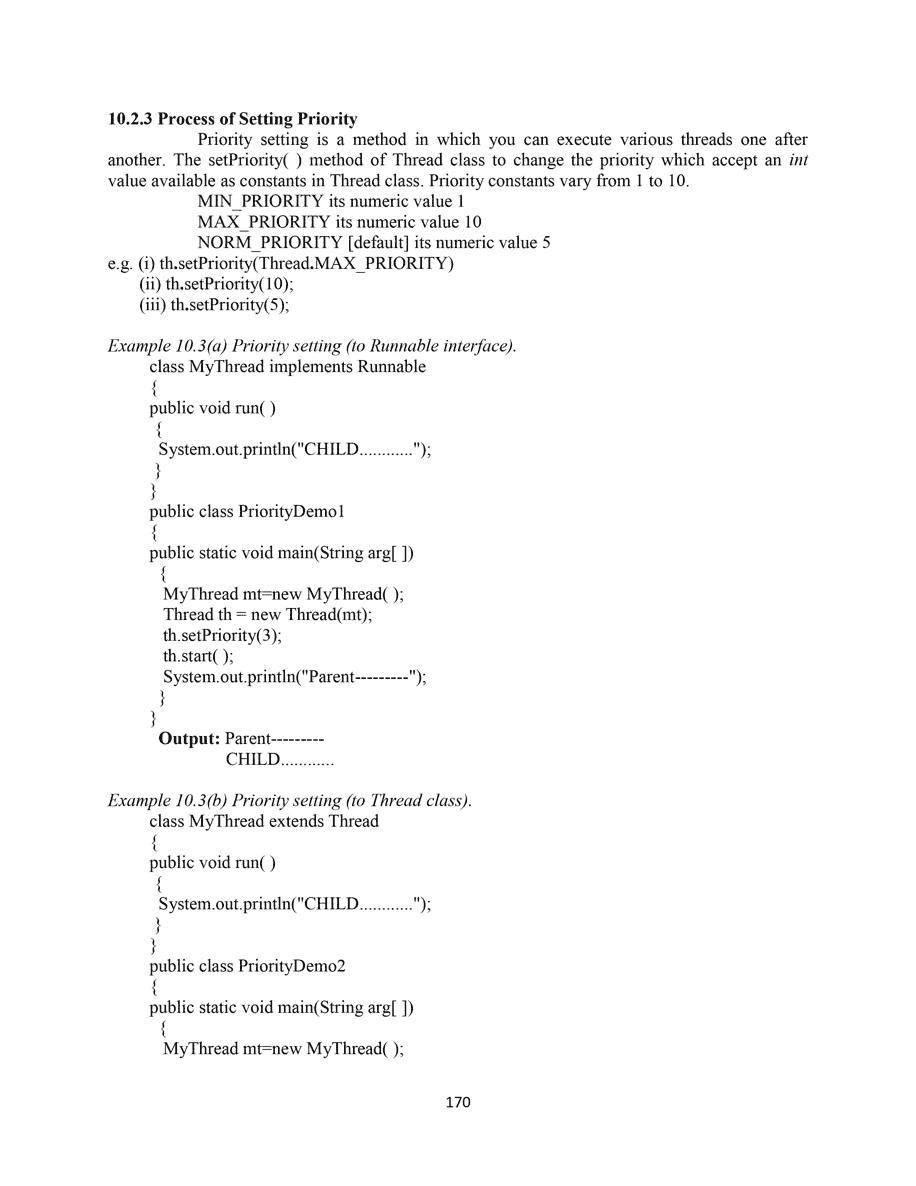 10.2.3 Process of Setting Priority
Priority setting is a method in which you can execute various threads one after
another. The setPriority( ) method of Thread class to change the priority which accept an int
value available as constants in Thread class. Priority constants vary from 1 to 10.
MIN_PRIORITY its numeric value 1
MAX_PRIORITY its numeric value 10
NORM_PRIORITY [default] its numeric value 5
e.g. (i) th.setPriority(Thread.MAX_PRIORITY)
(ii) th.setPriority(10);
(iii) th.setPriority(5);
Example 10.3(a) Priority setting (to Runnable interface).
class MyThread implements Runnable
{
public void run( )
{
System.out.println("CHILD............");
}
}
public class PriorityDemo1
{
public static void main(String arg[ ])
{
MyThread mt=new MyThread( );
Thread th = new Thread(mt);
th.setPriority(3);
th.start( );
System.out.println("Parent---------");
}
}
Output: Parent---------
CHILD............
Example 10.3(b) Priority setting (to Thread class).
class MyThread extends Thread
{
public void run( )
{
System.out.println("CHILD............");
}
}
public class PriorityDemo2
{
public static void main(String arg[ ])
{
MyThread mt=new MyThread( );
170